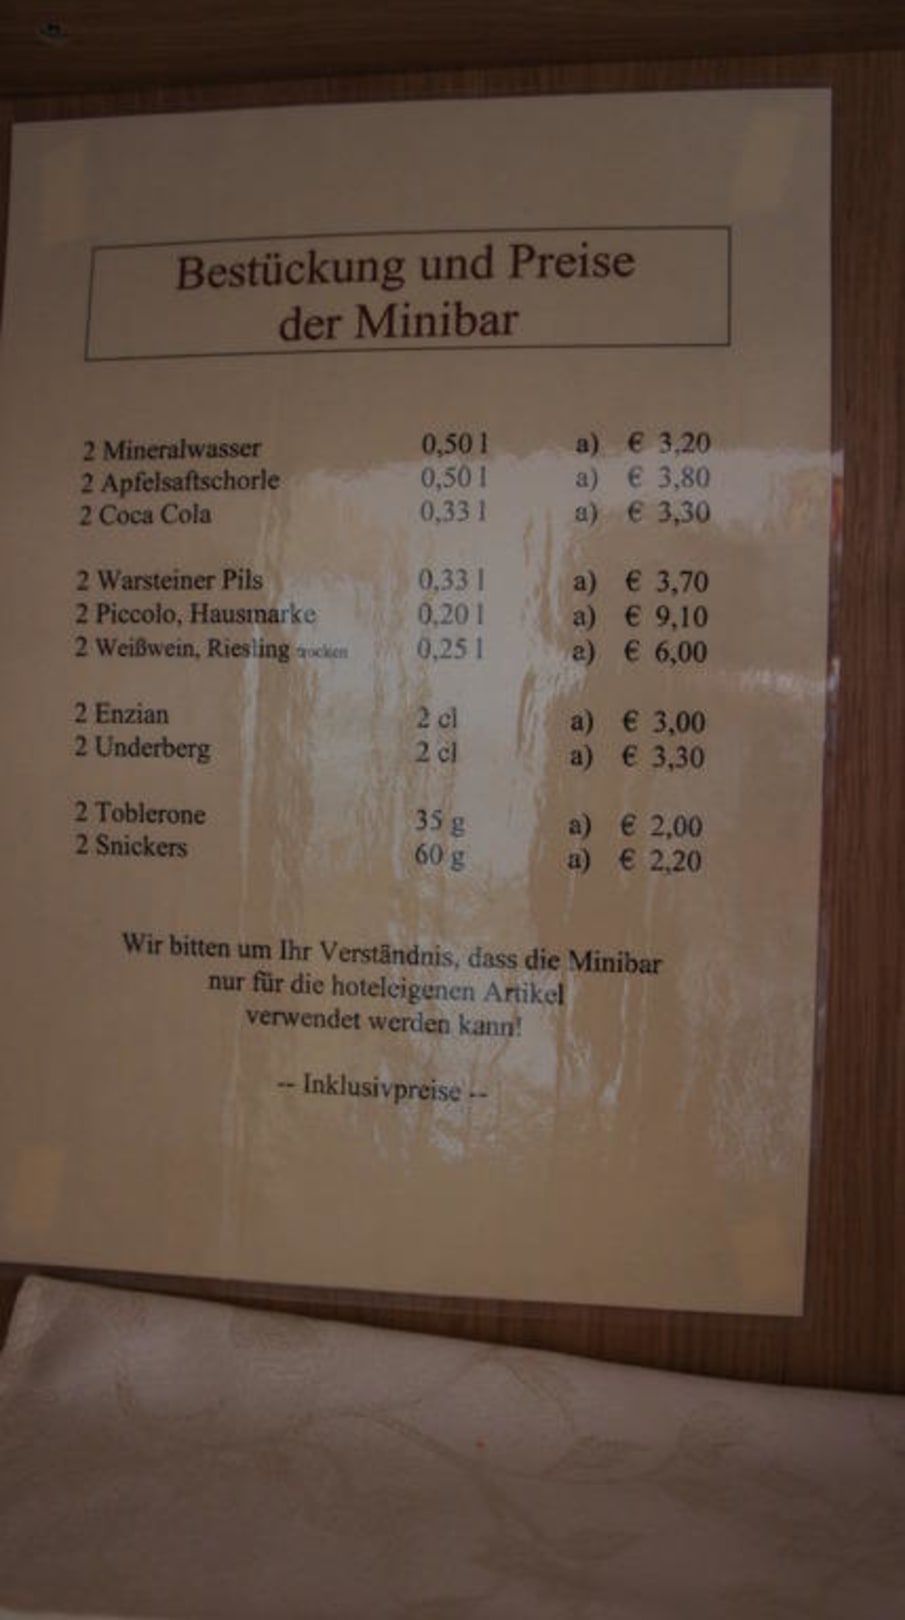 Bestückung und Preise
der Minibar
2 Mineralwasser 0,50 l a) € 3,20
2 Apfelsaftschorle 0,50 l a) € 3,80
2 Coca Cola 0,33 l a) € 3,30
2 Warsteiner Pils 0,33 l a) € 3,70
2 Piccolo, Hausmarke 0,20 l a) € 9,10
2 Weißwein, Riesling trocken 0,25 l a) € 6,00
2 Enzian 2 cl a) € 3,00
2 Underberg 2 cl a) € 3,30
2 Toblerone 35 g a) € 2,00
2 Snickers 60 g a) € 2,20
Wir bitten um Ihr Verständnis, dass die Minibar
nur für die hoteleigenen Artikel
verwendet werden kann!
-- Inklusivpreise --